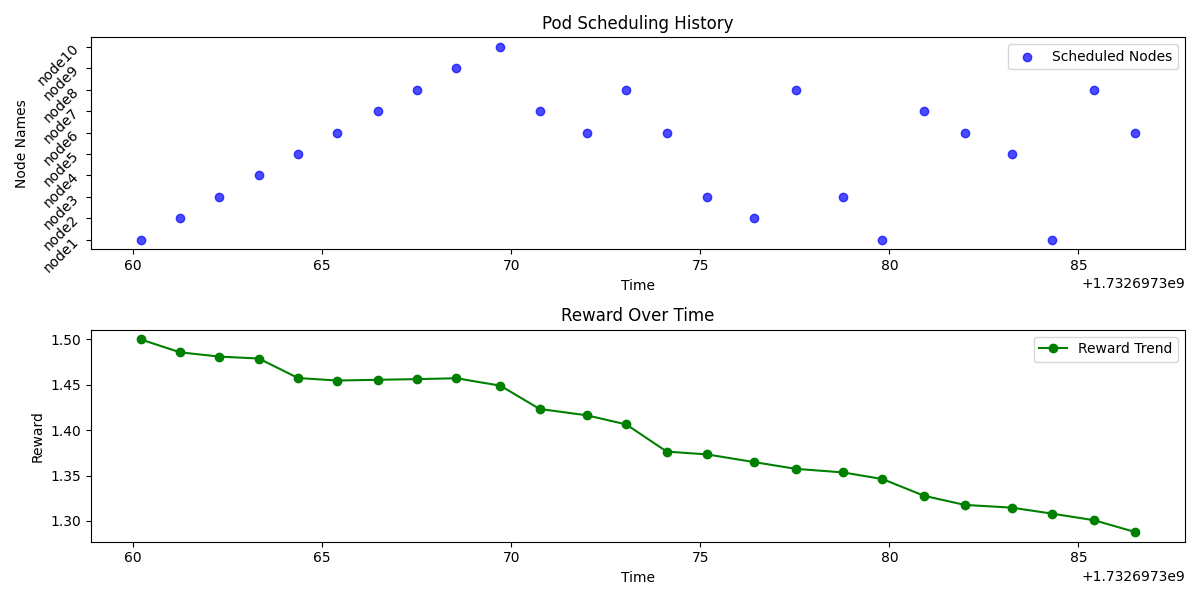 Pod Scheduling History
Scheduled Nodes
Node Names
node10
node9
node8
node7
node6
node5
node4
node3
node2
node1
60 65 70 75 80 85
Time
+1.7326973e9
Reward Over Time
Reward Trend
Reward
1.50
1.45
1.40
1.35
1.30
60 65 70 75 80 85
Time
+1.7326973e9